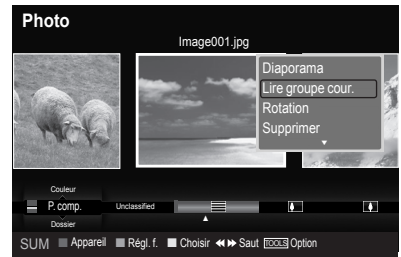 Photo
Image001.jpg
Diaporama
Lire groupe cour.
Rotation
Supprimer
Couleur
P. comp.
Unclassified
Dossier
SUM Appareil Régl. f. Choisir Saut TOOLS Option